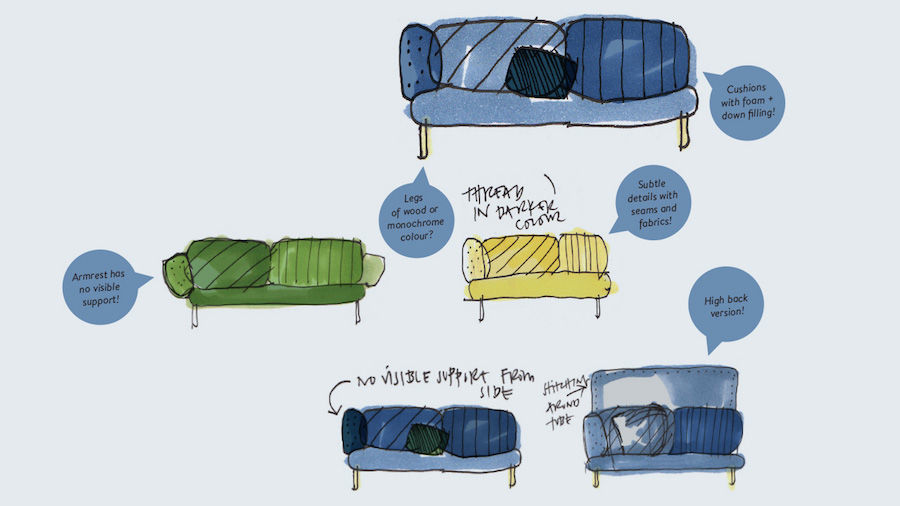 Cushions
with foam +
down filling!
Legs
of wood or
monochrome
colour?
THREAD
IN DARKER
COLOUR
Subtle
details with
seams and
fabrics!
Armrest has
no visible
support!
High back
version!
NO VISIBLE SUPPORT FROM
SIDE
STITCHING
AROUND
TUBE